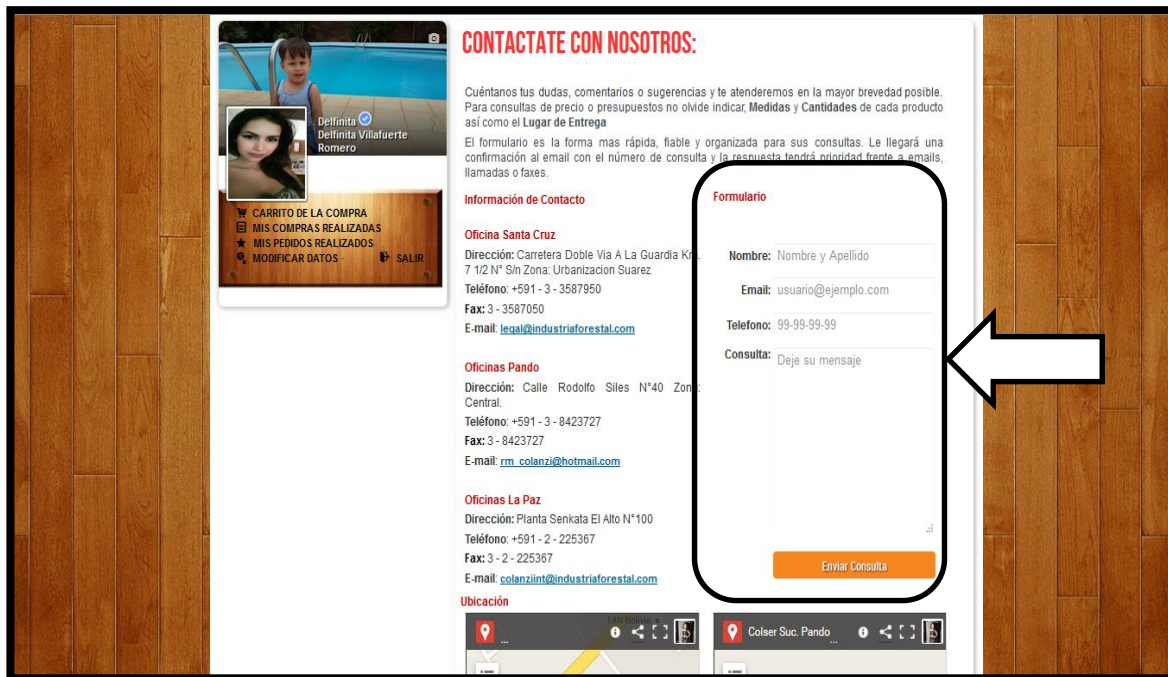 CONTACTATE CON NOSOTROS:
Cuéntanos tus dudas, comentarios o sugerencias y te atenderemos en la mayor brevedad posible.
Para consultas de precio o presupuestos no olvide indicar, Medidas y Cantidades de cada producto
así como el Lugar de Entrega
El formulario es la forma mas rápida, fiable y organizada para sus consultas. Le llegará una
confirmación al email con el número de consulta y la respuesta tendrá prioridad frente a emails,
llamadas o faxes.
Delfinita
Delfinita Villafuerte
Romero
CARRITO DE LA COMPRA
MIS COMPRAS REALIZADAS
MIS PEDIDOS REALIZADOS
MODIFICAR DATOS
SALIR
Información de Contacto
Oficina Santa Cruz
Dirección: Carretera Doble Via A La Guardia Km.
7 1/2 N° S/n Zona: Urbanizacion Suarez
Teléfono: +591 - 3 - 3587950
Fax: 3 - 3587050
E-mail: legal@industriaforestal.com
Oficinas Pando
Dirección: Calle Rodolfo Siles N°40 Zona:
Central.
Teléfono: +591 - 3 - 8423727
Fax: 3 - 8423727
E-mail: rm_colanzi@hotmail.com
Oficinas La Paz
Dirección: Planta Senkata El Alto N°100
Teléfono: +591 - 2 - 225367
Fax: 3 - 2 - 225367
E-mail: colanziint@industriaforestal.com
Formulario
Nombre: Nombre y Apellido
Email: usuario@ejemplo.com
Telefono: 99-99-99-99
Consulta: Deje su mensaje
Enviar Consulta
Ubicación
...
FAN Bolivia
Colser Suc. Pando ...